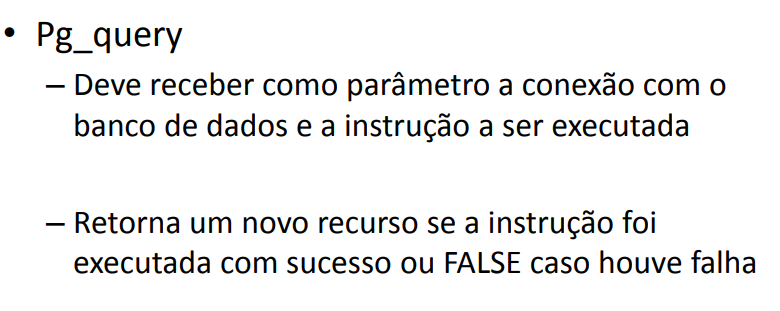 • Pg_query
– Deve receber como parâmetro a conexão com o
banco de dados e a instrução a ser executada
– Retorna um novo recurso se a instrução foi
executada com sucesso ou FALSE caso houve falha